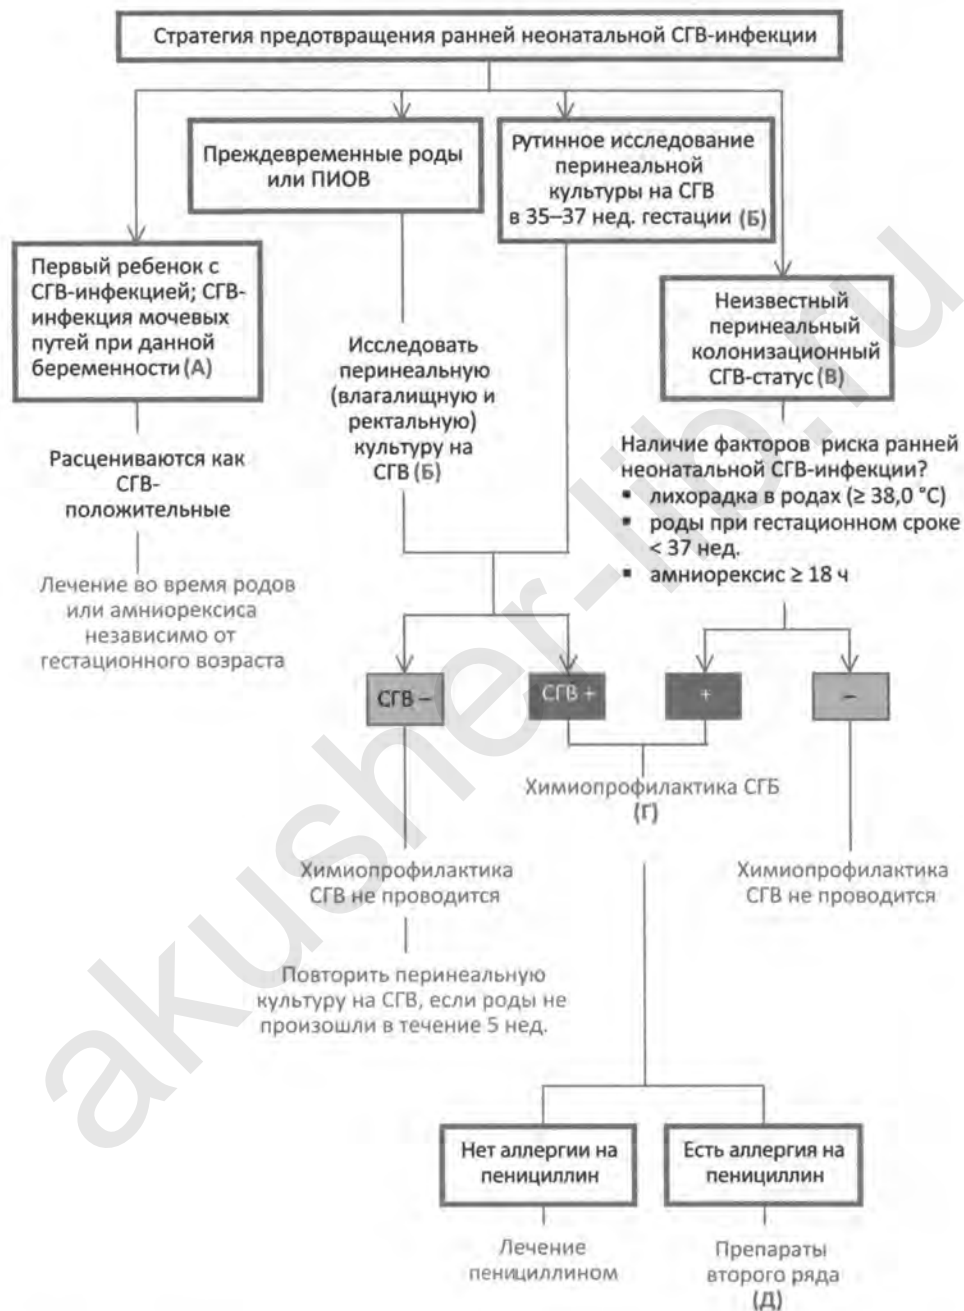 Стратегия предотвращения ранней неонатальной СГВ-инфекции
Преждевременные роды
или ПИОВ
Рутинное исследование
перинеальной
культуры на СГВ
в 35–37 нед. гестации (Б)
Первый ребенок с
СГВ-инфекцией; СГВ-
инфекция мочевых
путей при данной
беременности (А)
Неизвестный
перинеальный
колонизационный
СГВ-статус (В)
Исследовать
перинеальную
(влагалищную и
ректальную)
культуру на
СГВ (Б)
Расцениваются как
СГВ-
положительные
Наличие факторов риска ранней
неонатальной СГВ-инфекции?
▪ лихорадка в родах (≥ 38,0 °C)
▪ роды при гестационном сроке
< 37 нед.
▪ амниорексис ≥ 18 ч
Лечение во время родов
или амниорексиса
независимо от
гестационного возраста
СГВ –
СГВ +
+
–
Химиопрофилактика СГБ
(Г)
Химиопрофилактика
СГВ не проводится
Химиопрофилактика
СГВ не проводится
Повторить перинеальную
культуру на СГВ, если роды не
произошли в течение 5 нед.
Нет аллергии на
пенициллин
Есть аллергия на
пенициллин
Лечение
пенициллином
Препараты
второго ряда
(Д)
akusher-lib.ru